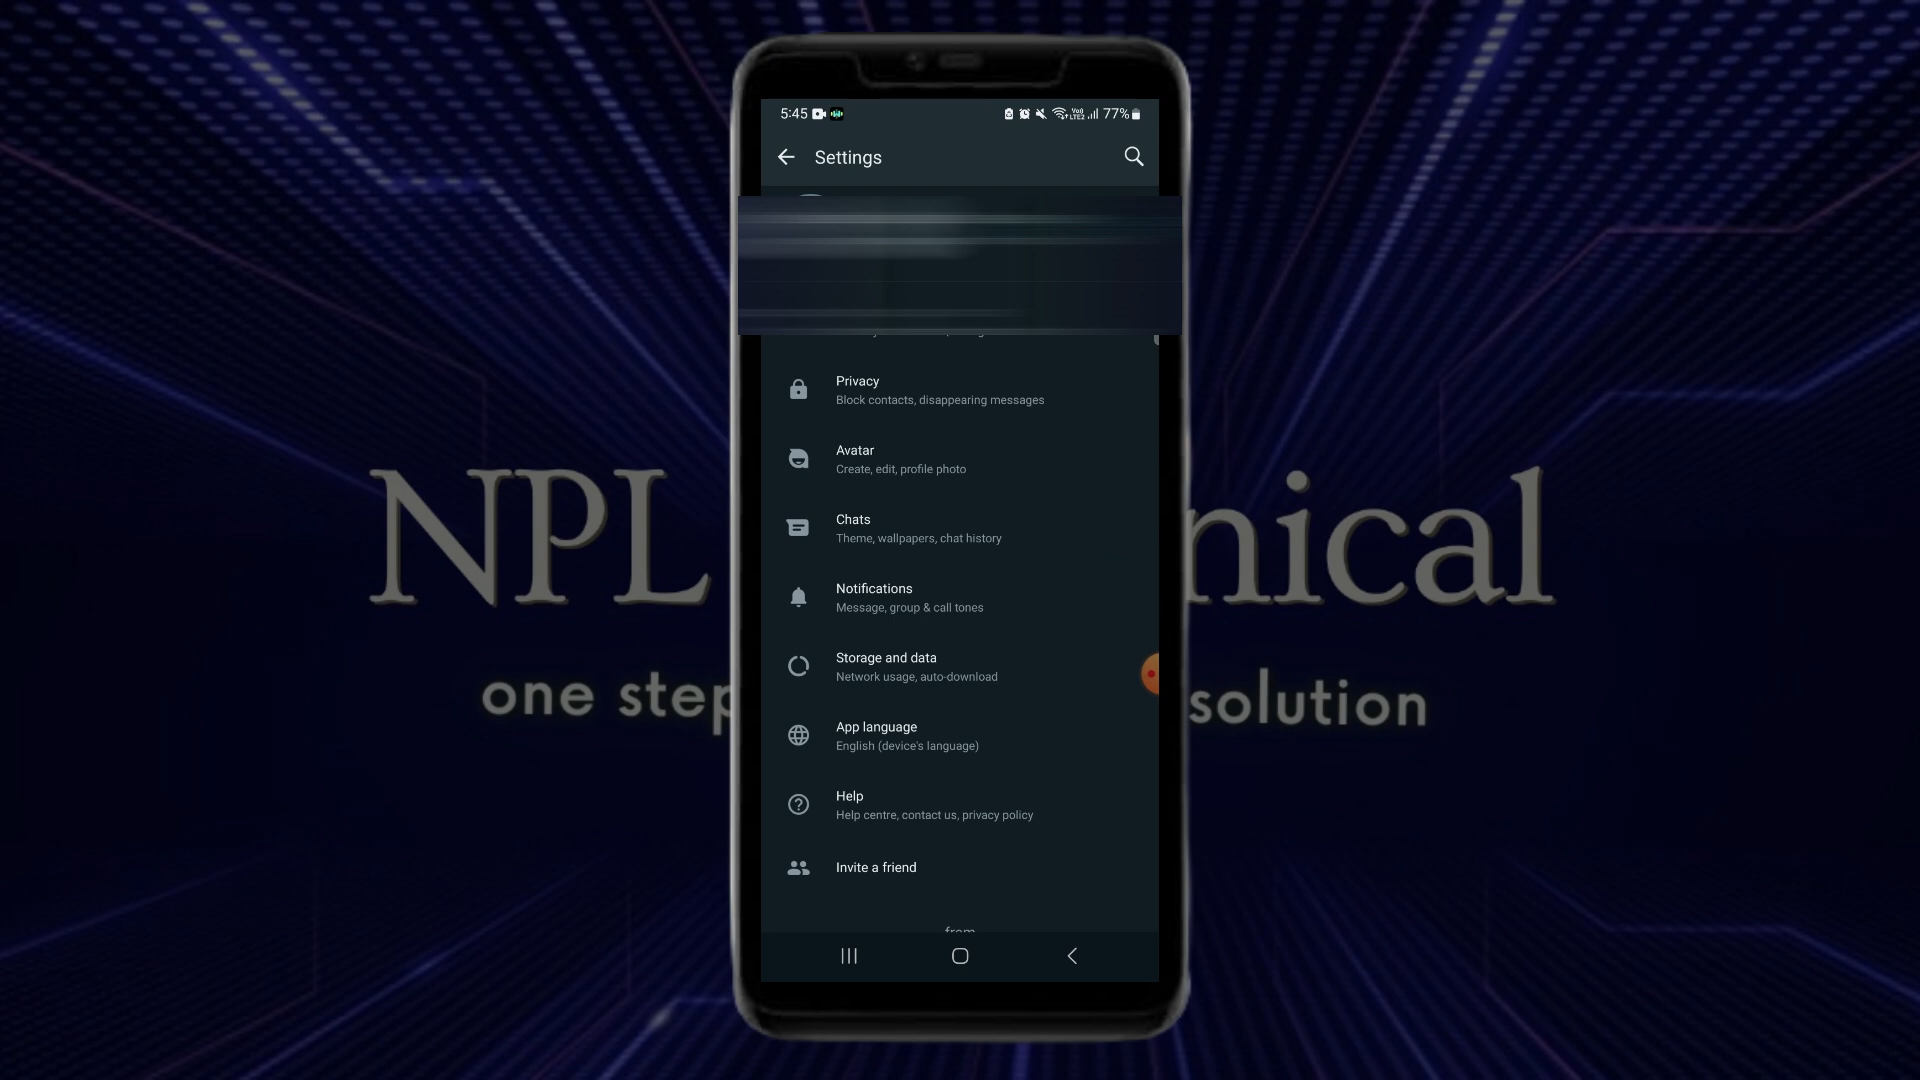 5:45
77%
Settings
Privacy
Block contacts, disappearing messages
Avatar
Create, edit, profile photo
Chats
Theme, wallpapers, chat history
NPL nical
Notifications
Message, group & call tones
Storage and data
Network usage, auto-download
one step solution
App language
English (device's language)
Help
Help centre, contact us, privacy policy
Invite a friend
from